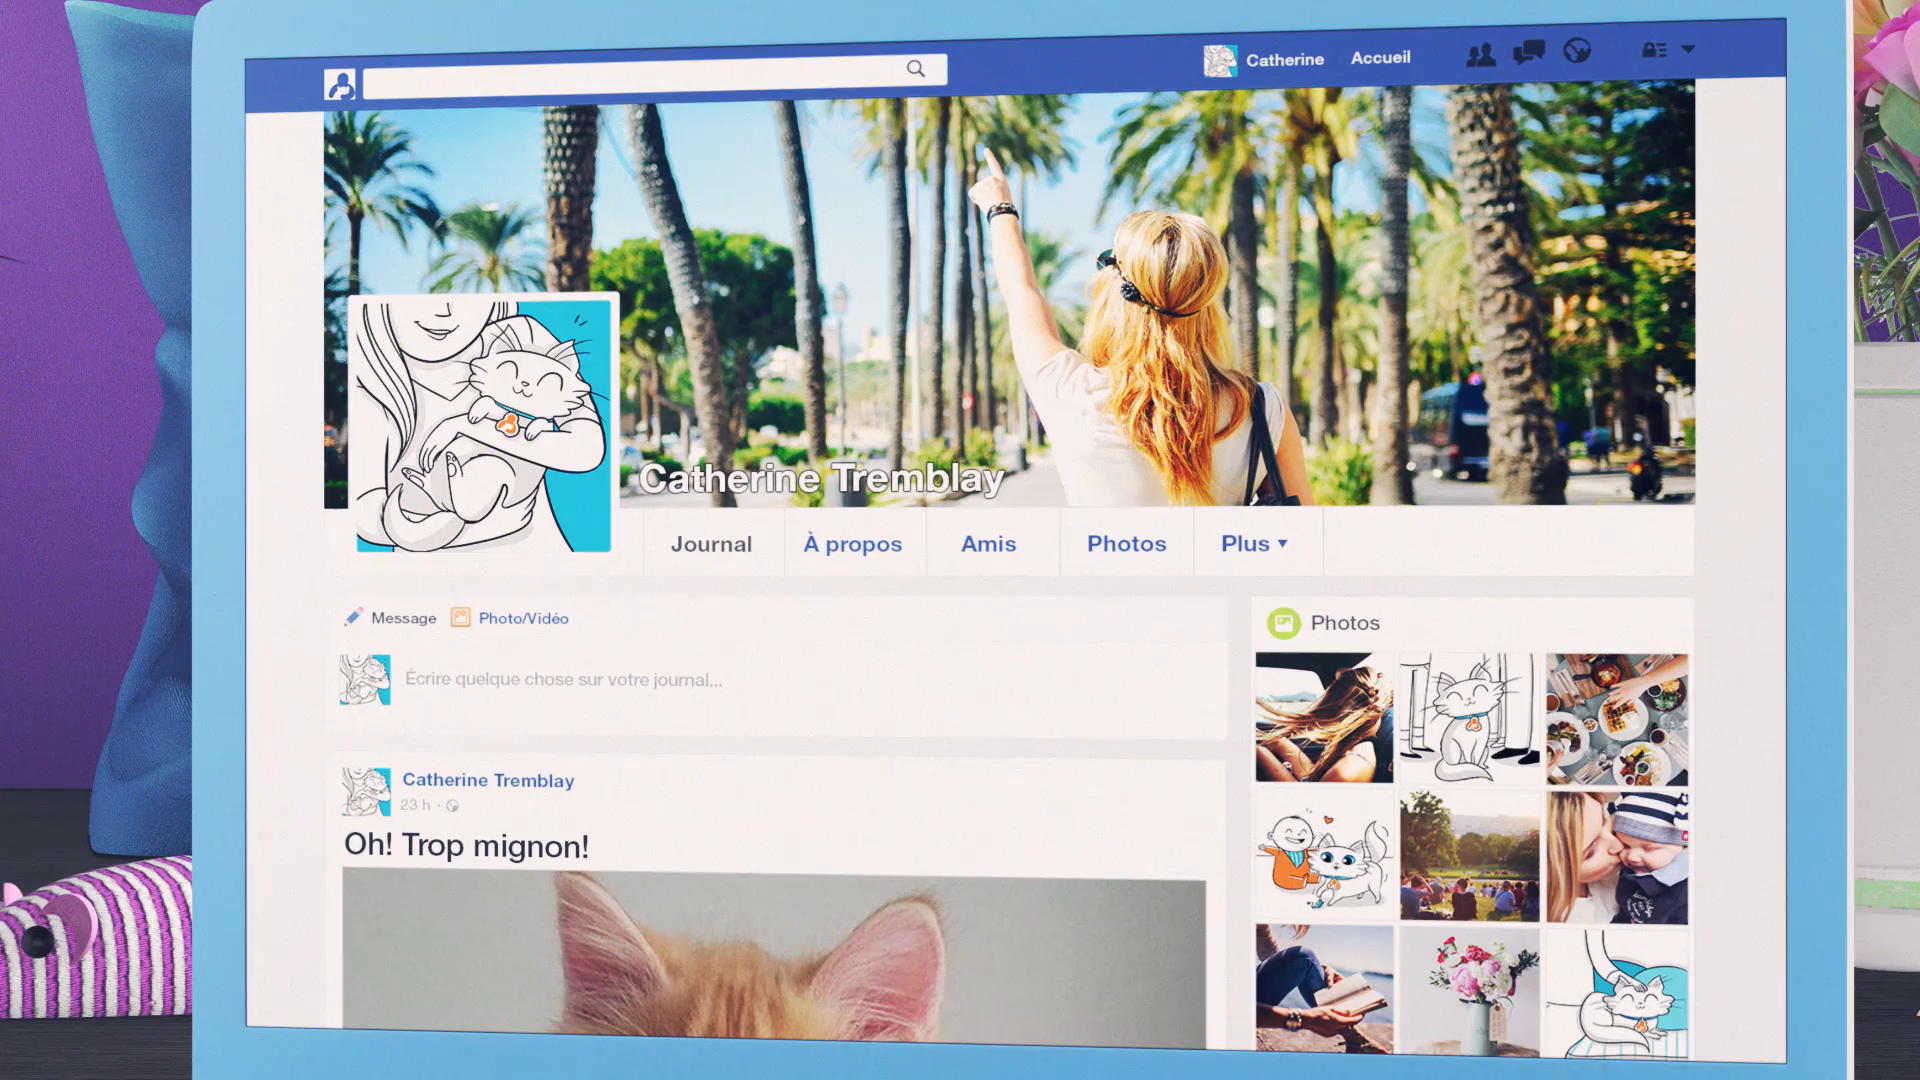 Catherine Accueil
Catherine Tremblay
Journal À propos Amis Photos Plus
Message Photo/Vidéo
Écrire quelque chose sur votre journal...
Catherine Tremblay
23 h
Oh! Trop mignon!
Photos